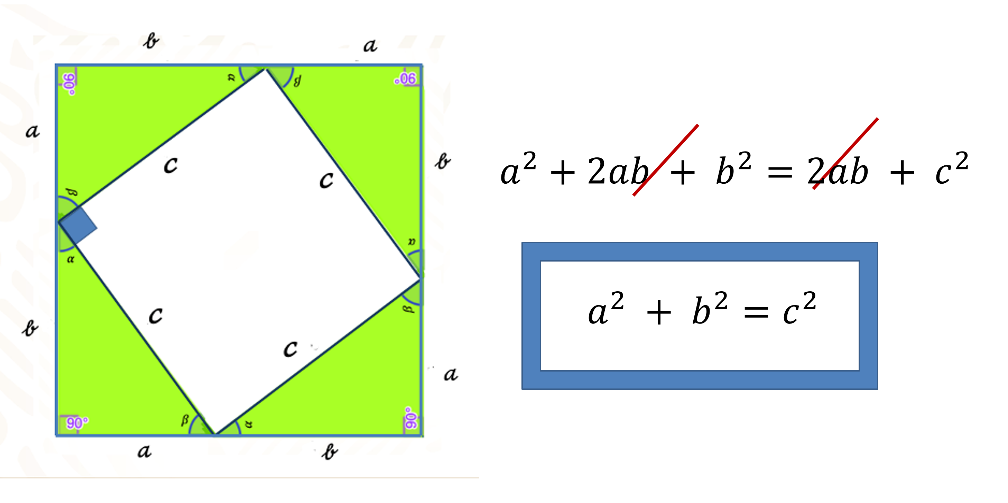 b a
90° 90°
α β
a c c b
β α
α β
b c c a
90° β α 90°
a b
a² + 2ab + b² = 2ab + c²
a² + b² = c²